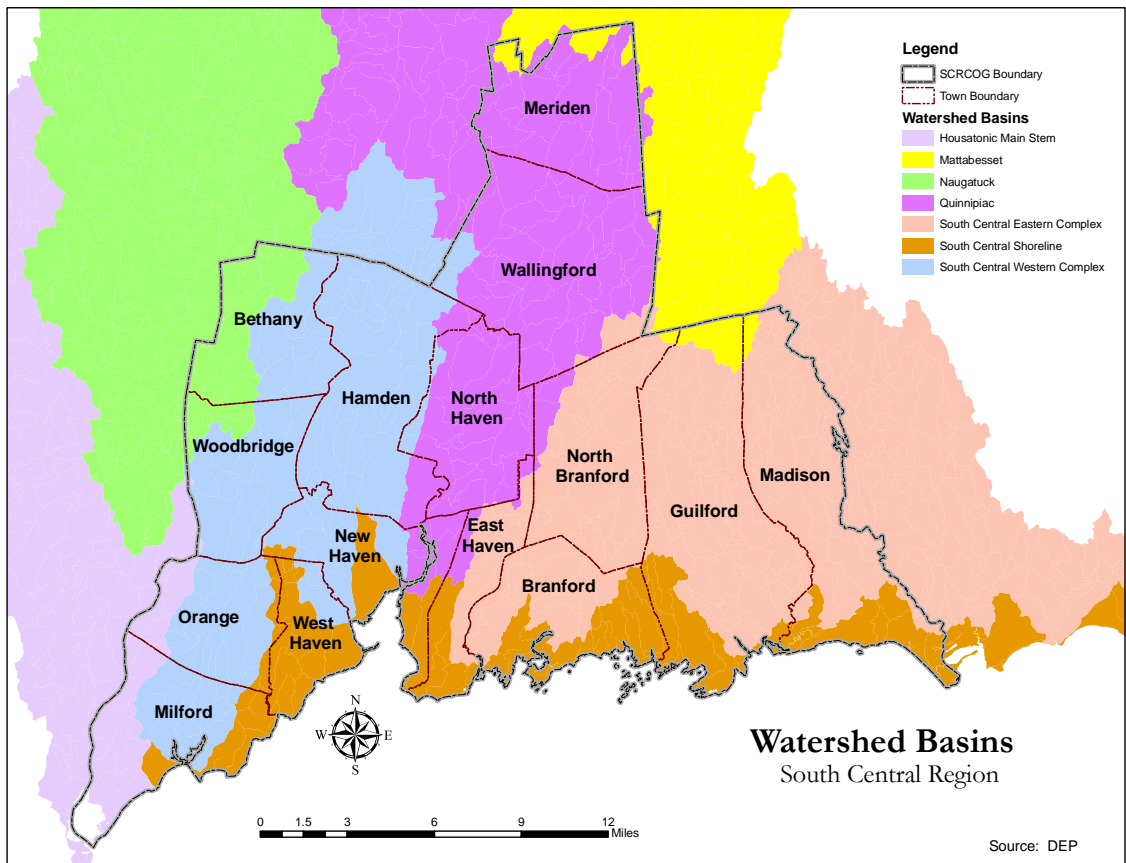 Legend
SCRCOG Boundary
Town Boundary
Watershed Basins
Housatonic Main Stem
Mattabesset
Naugatuck
Quinnipiac
South Central Eastern Complex
South Central Shoreline
South Central Western Complex
Meriden
Wallingford
Bethany
Hamden
North
Haven
Woodbridge
North
Branford
Madison
Guilford
East
Haven
New
Haven
Branford
Orange
West
Haven
Milford
N
W E
S
Watershed Basins
South Central Region
0 1.5 3 6 9 12
Miles
Source: DEP